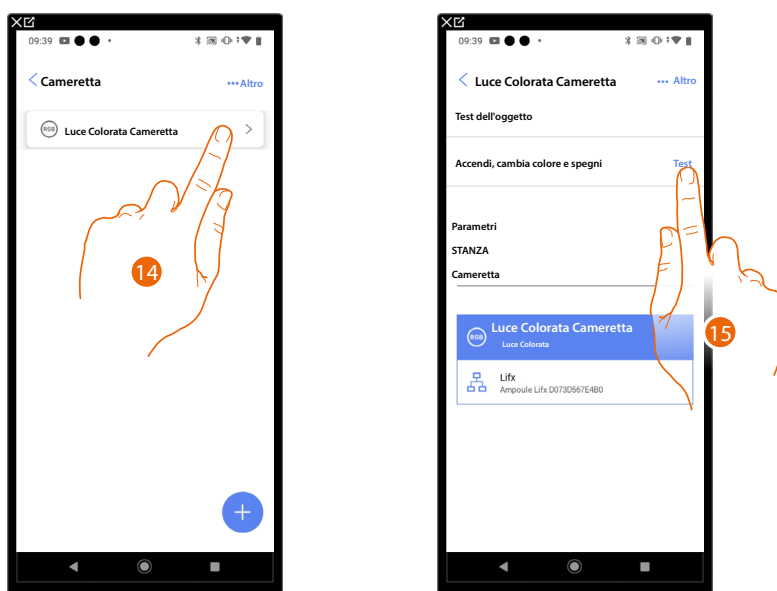 09:39
Cameretta
••• Altro
RGB
Luce Colorata Cameretta
14
09:39
Luce Colorata Cameretta
••• Altro
Test dell'oggetto
Accendi, cambia colore e spegni
Test
Parametri
STANZA
Cameretta
RGB
Luce Colorata Cameretta
Luce Colorata
Lifx
Ampoule Lifx D073D567E4B0
15